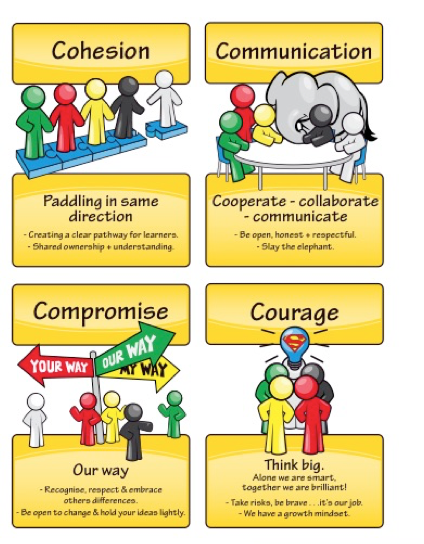 Cohesion
Paddling in same
direction
- Creating a clear pathway for learners.
- Shared ownership + understanding.
Communication
Cooperate - collaborate
- communicate
- Be open, honest + respectful.
- Slay the elephant.
Compromise
YOUR WAY
OUR WAY
MY WAY
Our way
- Recognise, respect & embrace
others differences.
- Be open to change & hold your ideas lightly.
Courage
S
Think big.
Alone we are smart,
together we are brilliant!
- Take risks, be brave . . .it's our job.
- We have a growth mindset.